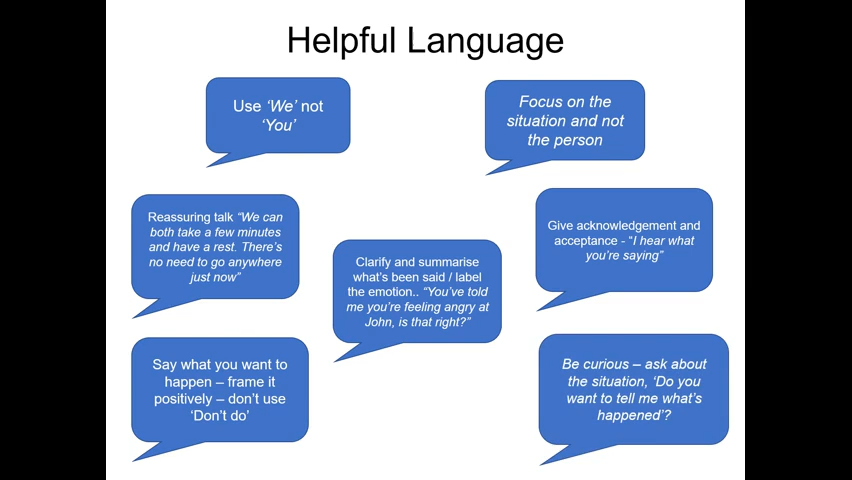 Helpful Language
Use ‘We’ not
‘You’
Focus on the
situation and not
the person
Reassuring talk “We can
both take a few minutes
and have a rest. There’s
no need to go anywhere
just now”
Clarify and summarise
what’s been said / label
the emotion.. “You’ve told
me you’re feeling angry at
John, is that right?”
Give acknowledgement and
acceptance - “I hear what
you’re saying”
Say what you want to
happen – frame it
positively – don’t use
‘Don’t do’
Be curious – ask about
the situation, ‘Do you
want to tell me what’s
happened’?